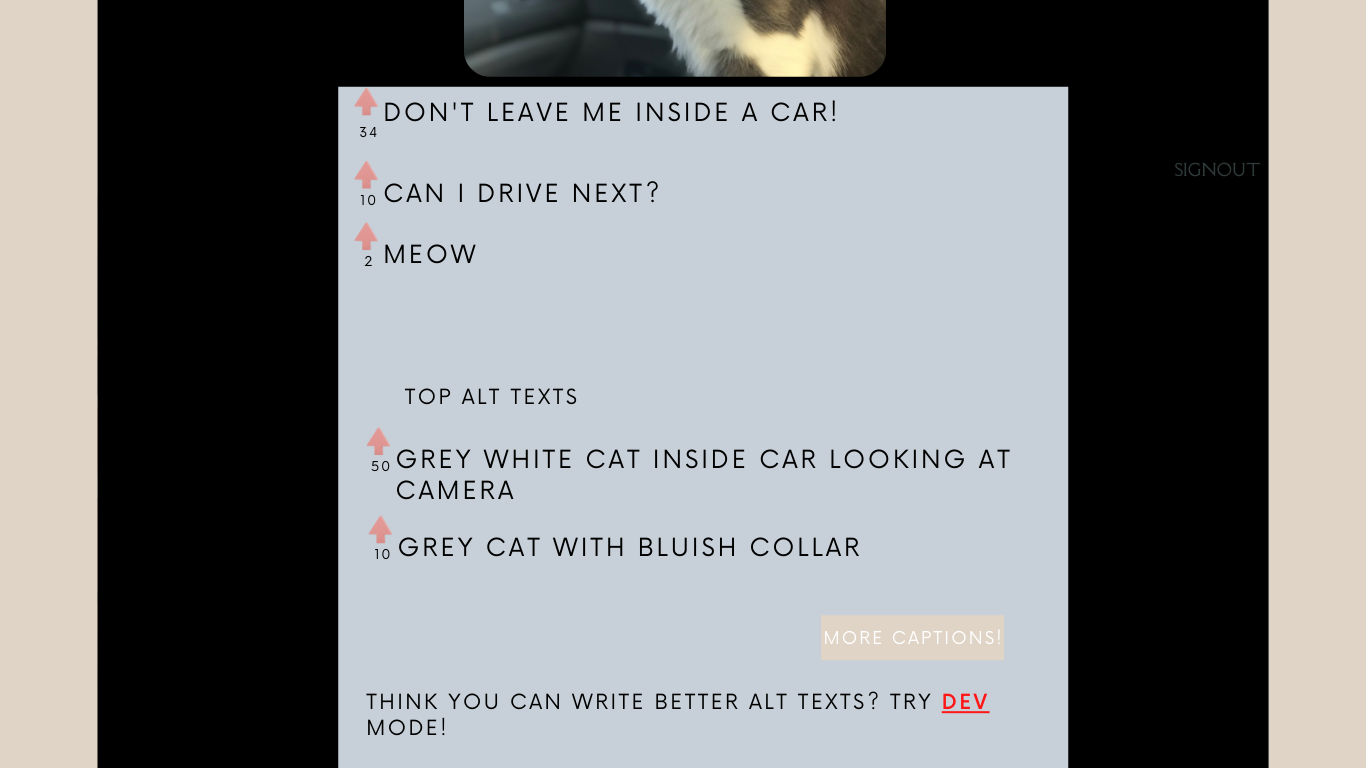 DON'T LEAVE ME INSIDE A CAR!
34
SIGNOUT
CAN I DRIVE NEXT?
10
MEOW
2
TOP ALT TEXTS
GREY WHITE CAT INSIDE CAR LOOKING AT
50
CAMERA
GREY CAT WITH BLUISH COLLAR
10
MORE CAPTIONS!
THINK YOU CAN WRITE BETTER ALT TEXTS? TRY DEV
MODE!